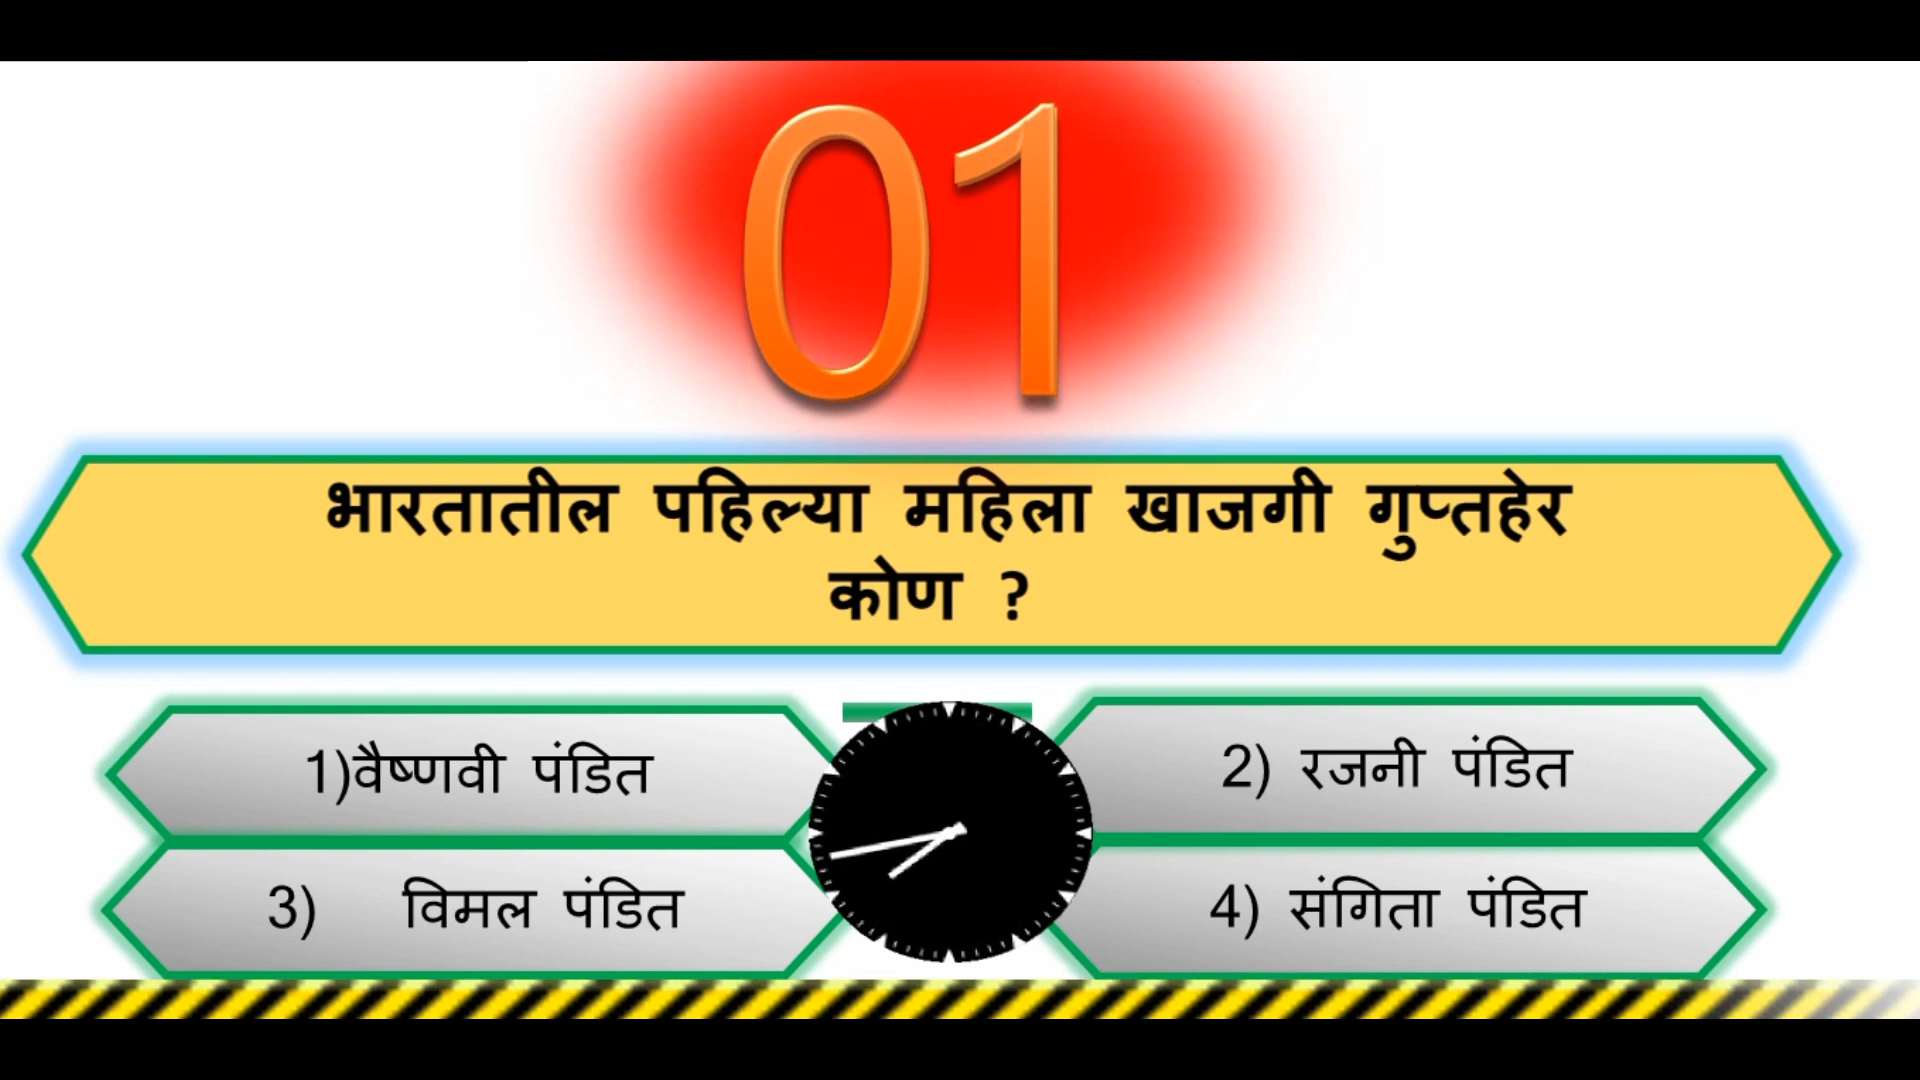 01
भारतातील पहिल्या महिला खाजगी गुप्तहेर
कोण ?
1)वैष्णवी पंडित
2) रजनी पंडित
3) विमल पंडित
4) संगिता पंडित